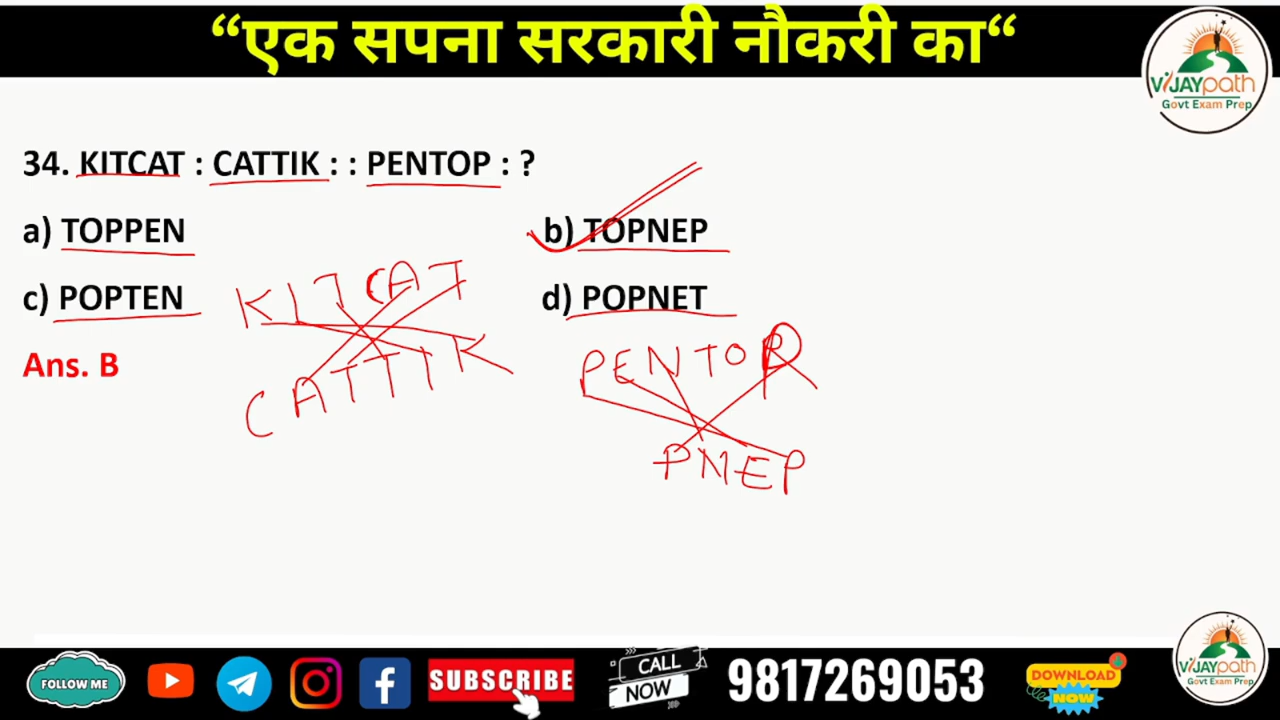 “एक सपना सरकारी नौकरी का“
VIJAYpath
Govt Exam Prep
34. KITCAT : CATTIK : : PENTOP : ?
a) TOPPEN
b) TOPNEP
c) POPTEN
d) POPNET
Ans. B
KITCAT
CATTIK
PENTOP
PNEP
FOLLOW ME
SUBSCRIBE
CALL NOW
9817269053
DOWNLOAD NOW
VIJAYpath
Govt Exam Prep